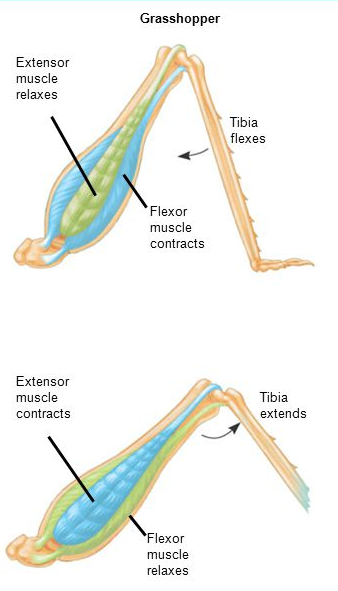 Grasshopper
Extensor
muscle
relaxes
Tibia
flexes
Flexor
muscle
contracts
Extensor
muscle
contracts
Tibia
extends
Flexor
muscle
relaxes